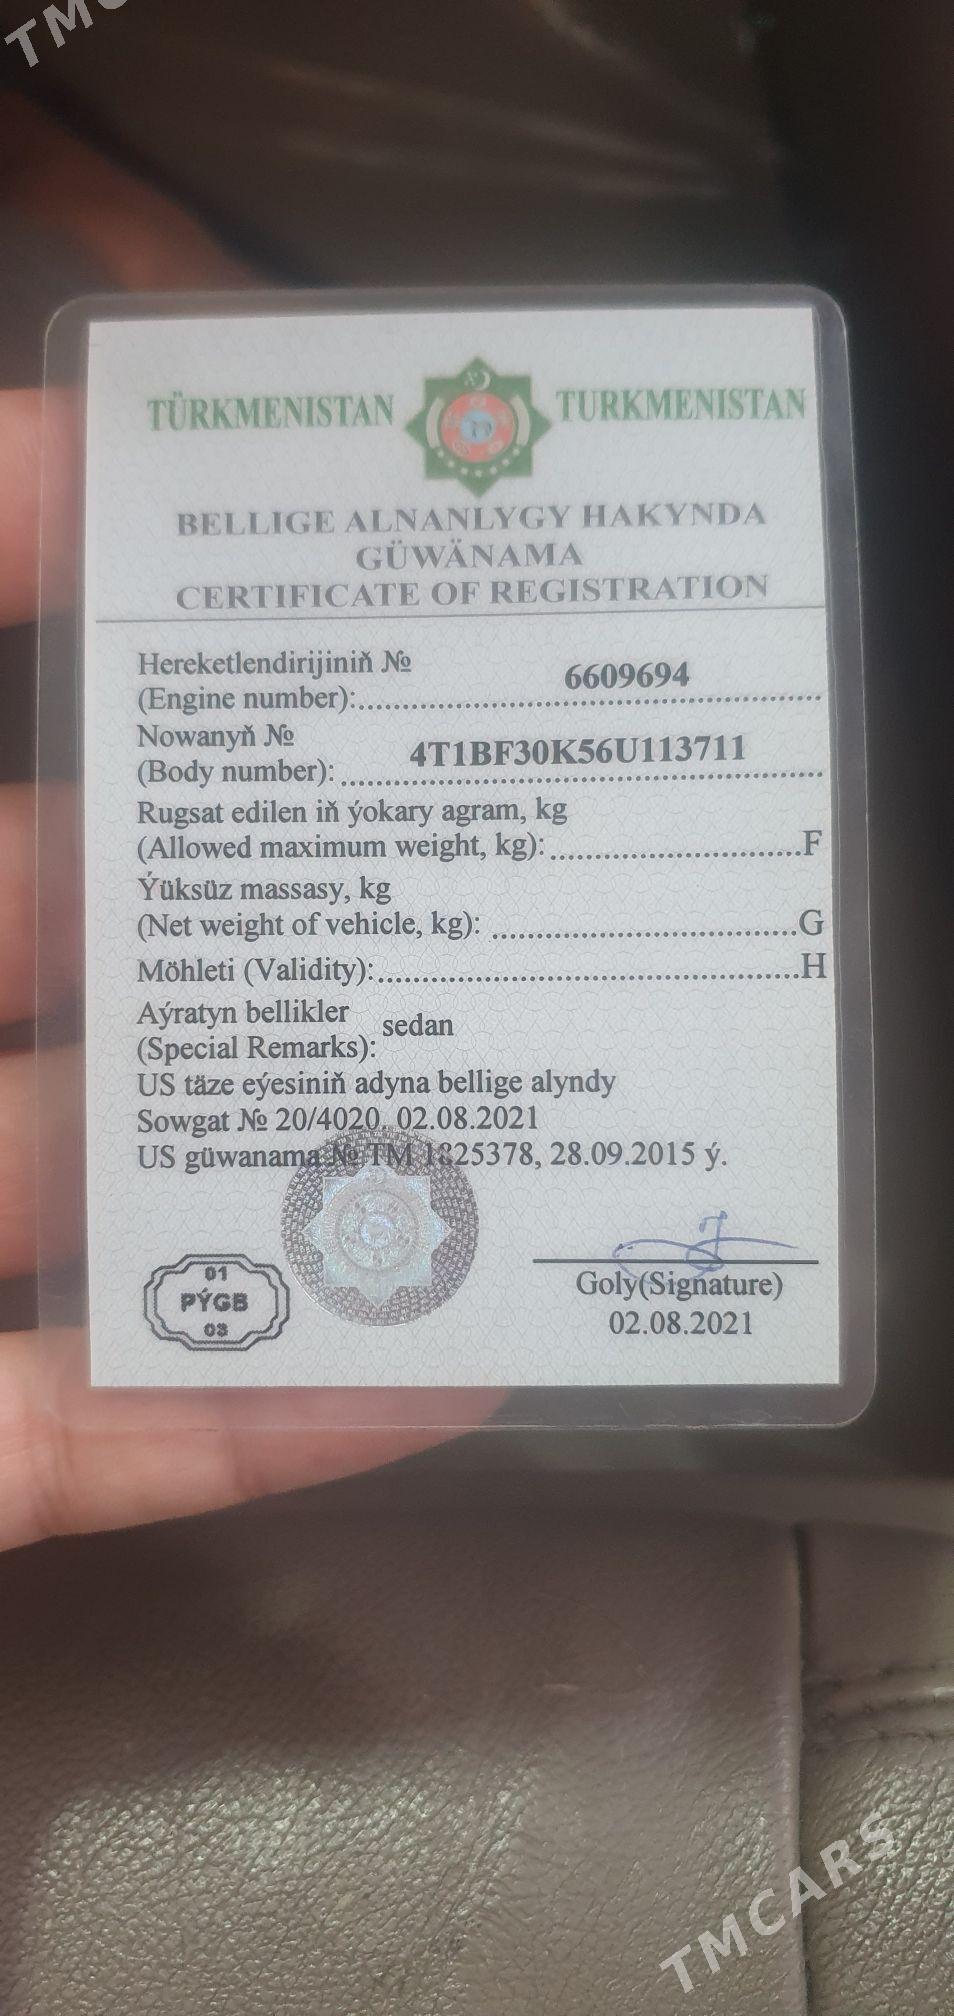 TMC
TÜRKMENISTAN TURKMENISTAN
BELLIGE ALNANLYGY HAKYNDA
GÜWÄNAMA
CERTIFICATE OF REGISTRATION
Hereketlendirijiniň №
(Engine number):..........6609694
Nowanyň №
(Body number):..........4T1BF30K56U113711
Rugsat edilen iň ýokary agram, kg
(Allowed maximum weight, kg):..............................F
Ýüksüz massasy, kg
(Net weight of vehicle, kg): ....................................G
Möhleti (Validity):..................................................H
Aýratyn bellikler
(Special Remarks): sedan
US täze eýesiniň adyna bellige alyndy
Sowgat № 20/4020, 02.08.2021
US güwanama № TM 1825378, 28.09.2015 ý.
01
PÝGB
03
Goly(Signature)
02.08.2021
TMCARS